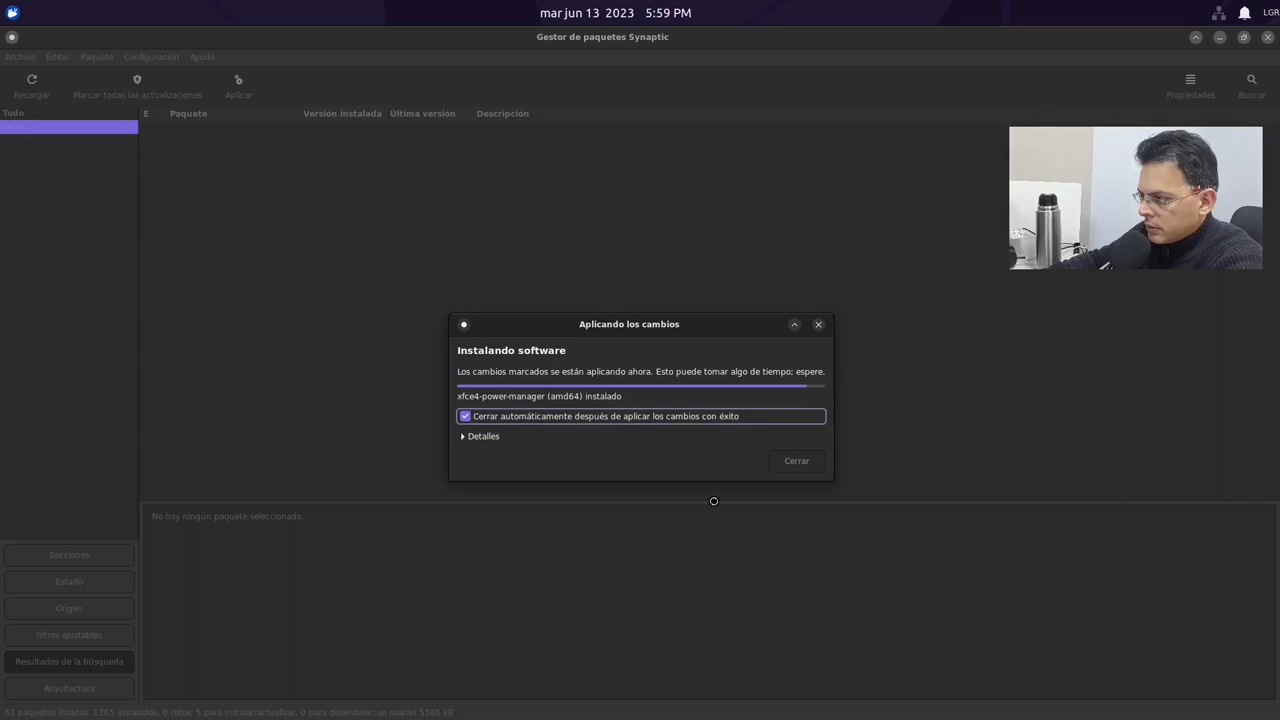 mar jun 13 2023 5:59 PM
LGR
Gestor de paquetes Synaptic
Archivo Editar Paquete Configuración Ayuda
Recargar Marcar todas las actualizaciones Aplicar Propiedades Buscar
Todo E Paquete Versión instalada Última versión Descripción
Aplicando los cambios
Instalando software
Los cambios marcados se están aplicando ahora. Esto puede tomar algo de tiempo; espere.
xfce4-power-manager (amd64) instalado
Cerrar automáticamente después de aplicar los cambios con éxito
Detalles
Cerrar
No hay ningún paquete seleccionado.
Secciones
Estado
Origen
Filtros ajustables
Resultados de la búsqueda
Arquitectura
61 paquetes listados, 1265 instalados, 0 rotos. 5 para instalar/actualizar, 0 para desinstalar; se usarán 5386 kB